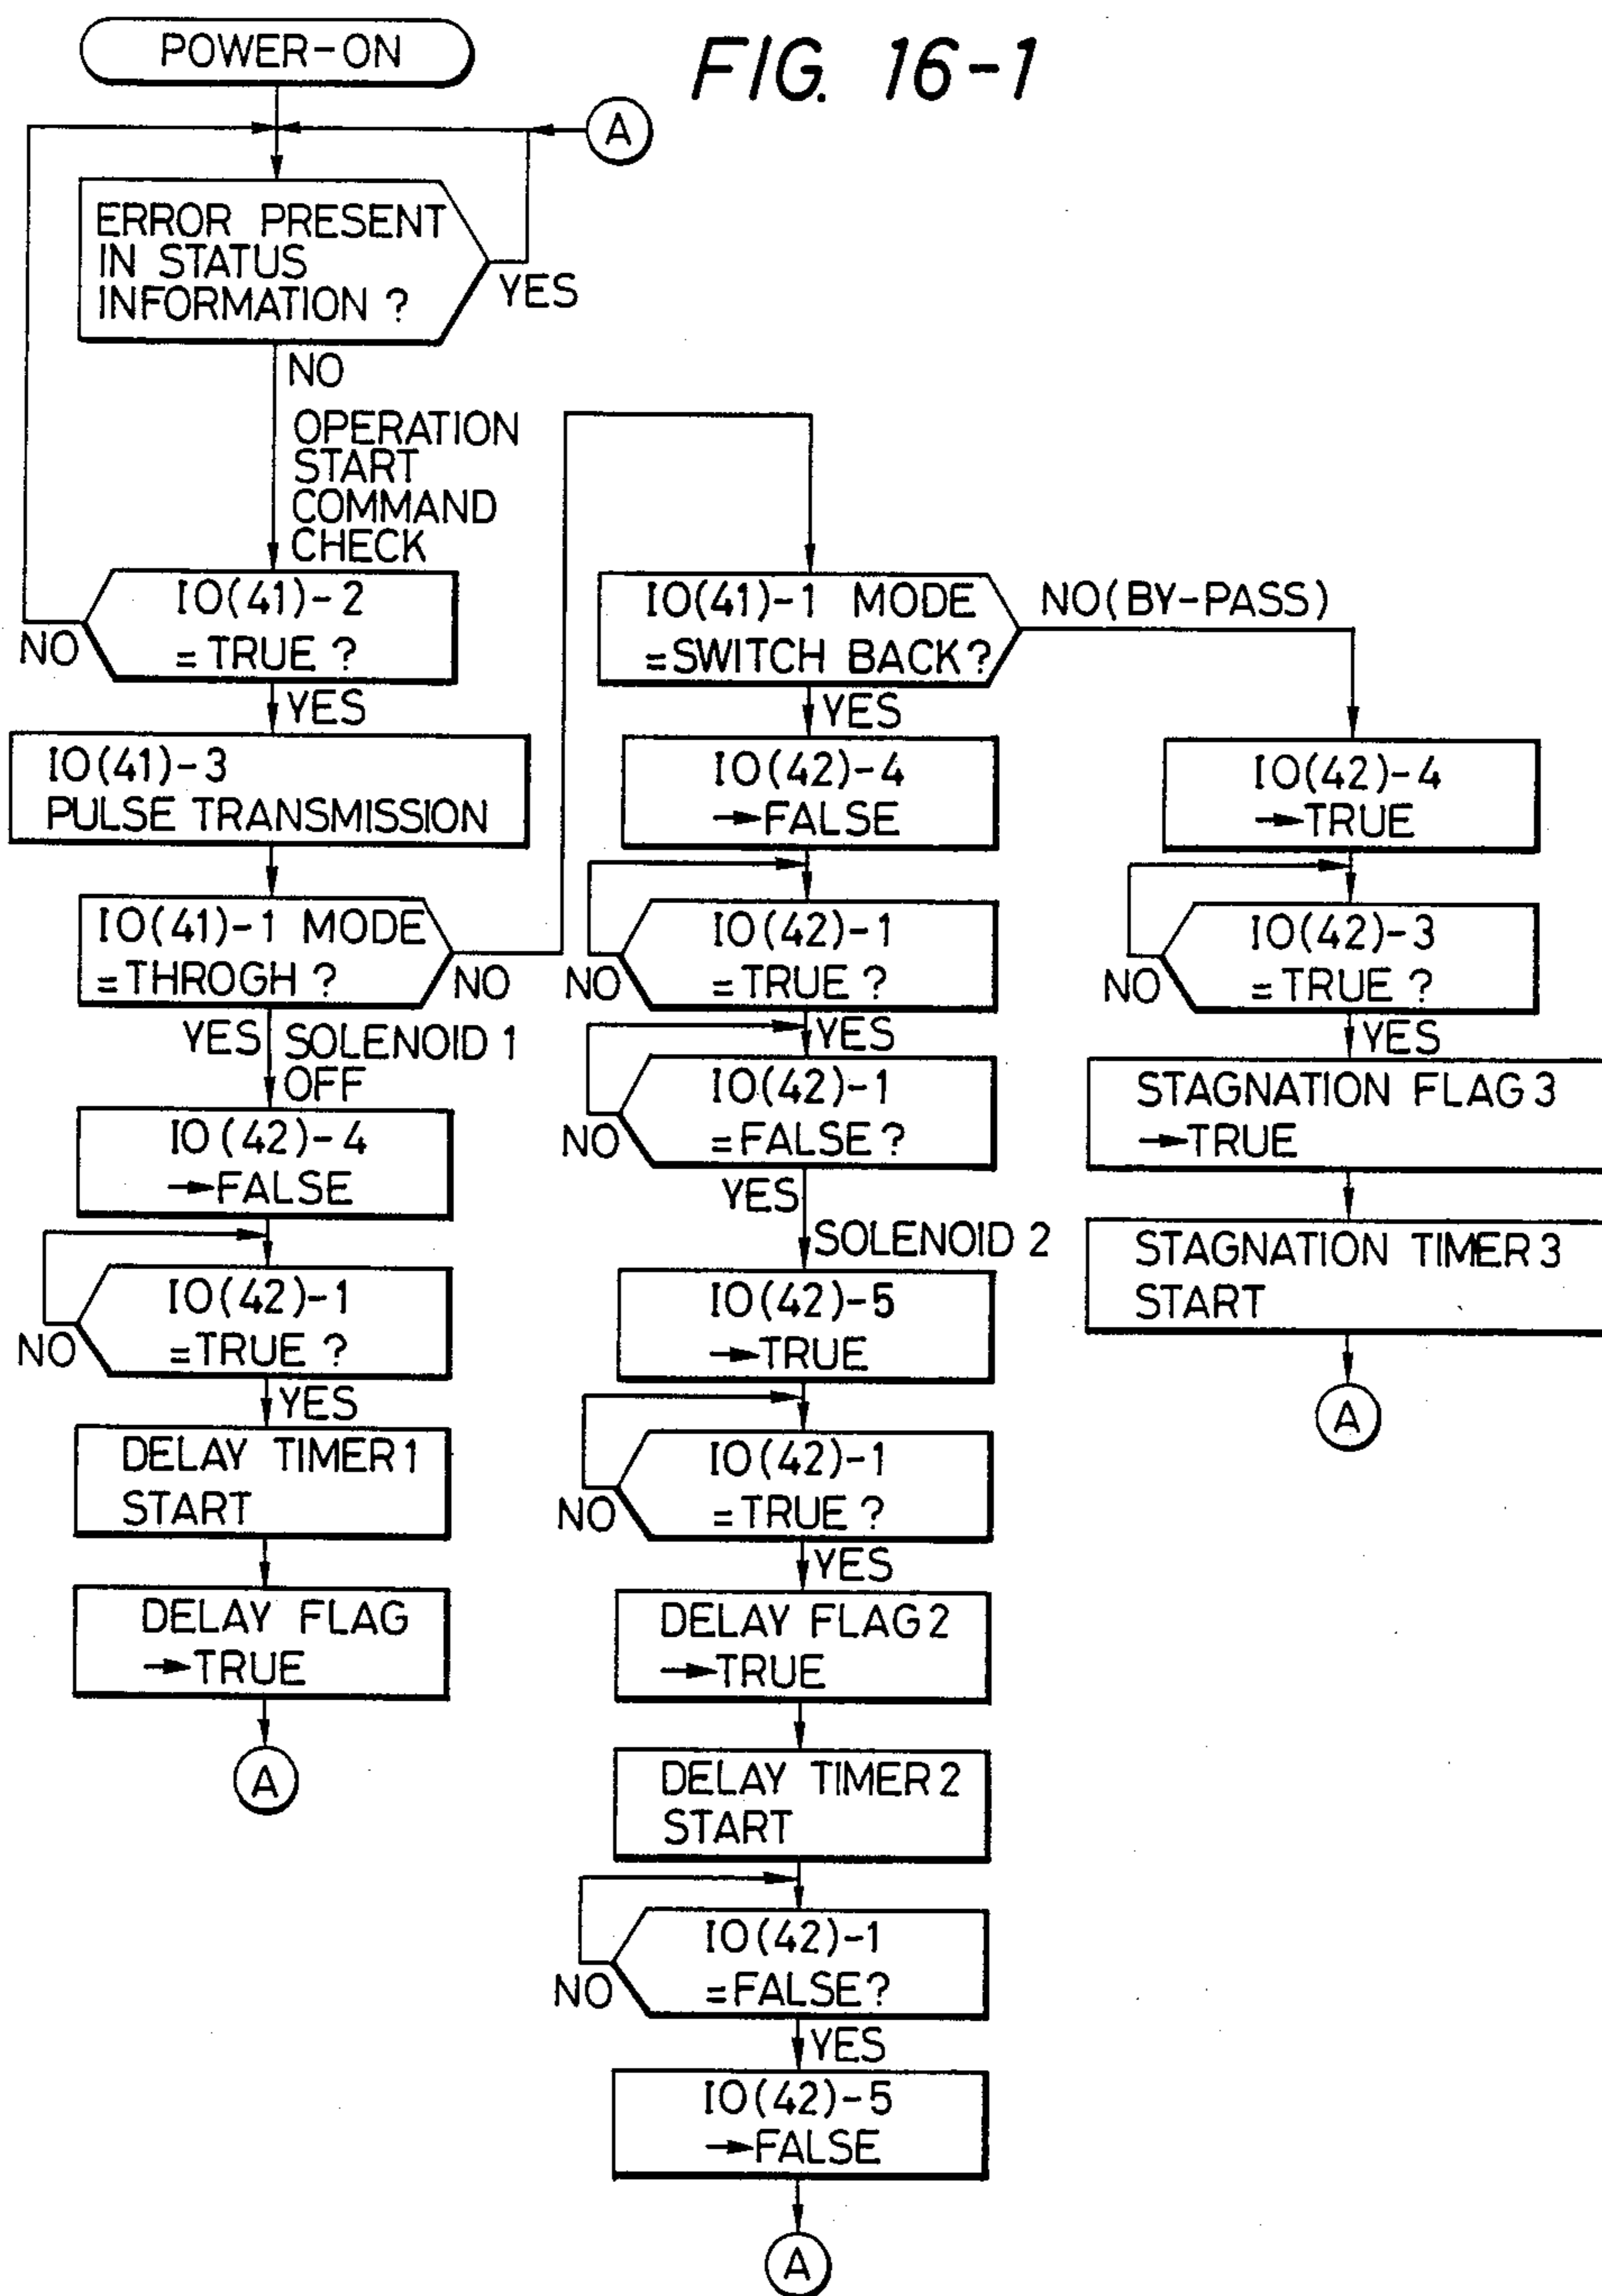 FIG. 16-1
POWER-ON
A
ERROR PRESENT
IN STATUS
INFORMATION ?
YES
NO
OPERATION
START
COMMAND
CHECK
IO(41)-2
=TRUE ?
NO
YES
IO(41)-3
PULSE TRANSMISSION
IO(41)-1 MODE
=THROGH ?
NO
YES
SOLENOID 1
OFF
IO(42)-4
→FALSE
IO(42)-1
=TRUE ?
NO
YES
DELAY TIMER 1
START
DELAY FLAG
→TRUE
A
IO(41)-1 MODE
=SWITCH BACK?
NO(BY-PASS)
YES
IO(42)-4
→FALSE
IO(42)-1
=TRUE ?
NO
YES
IO(42)-1
=FALSE?
NO
YES
SOLENOID 2
IO(42)-5
→TRUE
IO(42)-1
=TRUE ?
NO
YES
DELAY FLAG 2
→TRUE
DELAY TIMER 2
START
IO(42)-1
=FALSE?
NO
YES
IO(42)-5
→FALSE
A
IO(42)-4
→TRUE
IO(42)-3
=TRUE ?
NO
YES
STAGNATION FLAG 3
→TRUE
STAGNATION TIMER 3
START
A